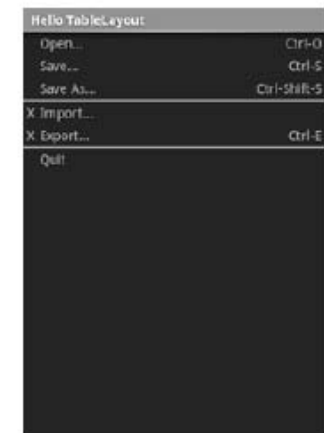 Hello TableLayout
Open... Ctrl-O
Save... Ctrl-S
Save As... Ctrl-Shift-S
X Import...
X Export... Ctrl-E
Quit